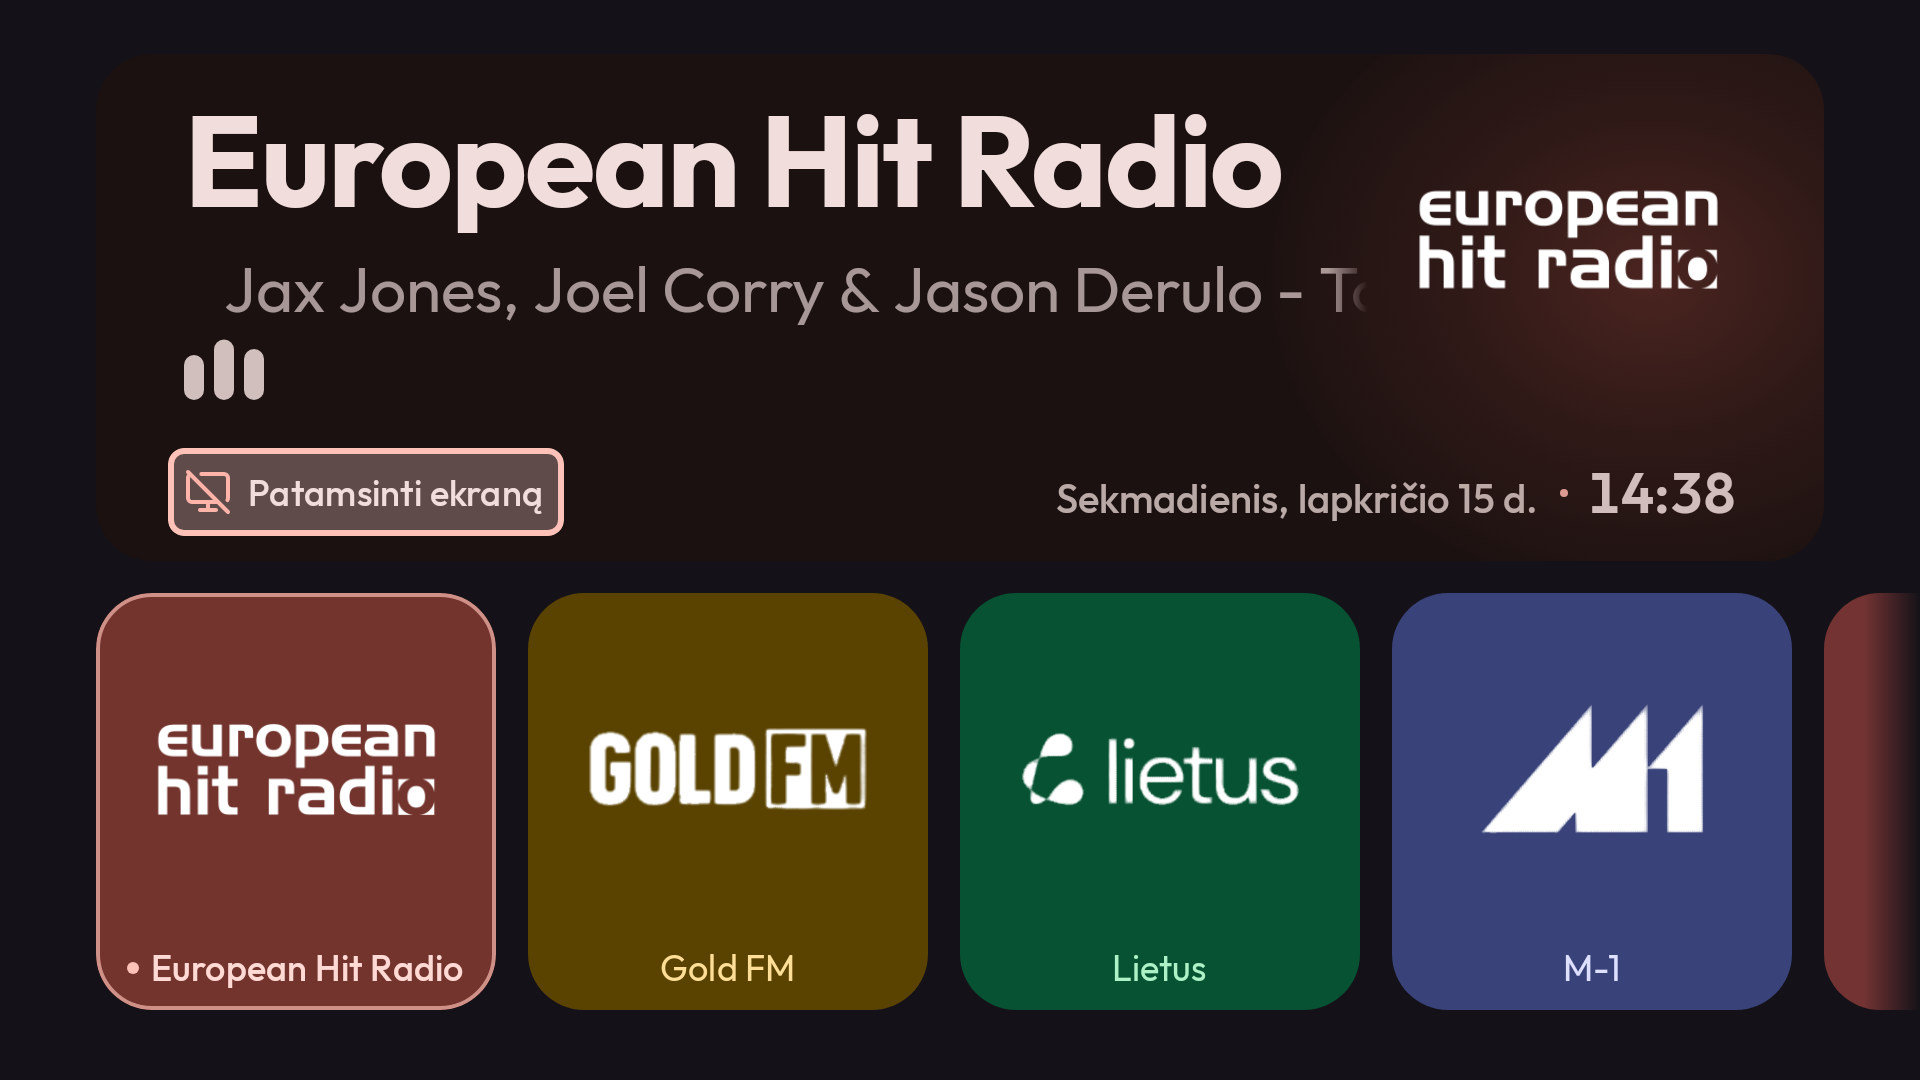 European Hit Radio
Jax Jones, Joel Corry & Jason Derulo -
european
hit radio
Patamsinti ekraną
Sekmadienis, lapkričio 15 d. • 14:38
european
hit radio
GOLD FM
lietus
M1
• European Hit Radio
Gold FM
Lietus
M-1